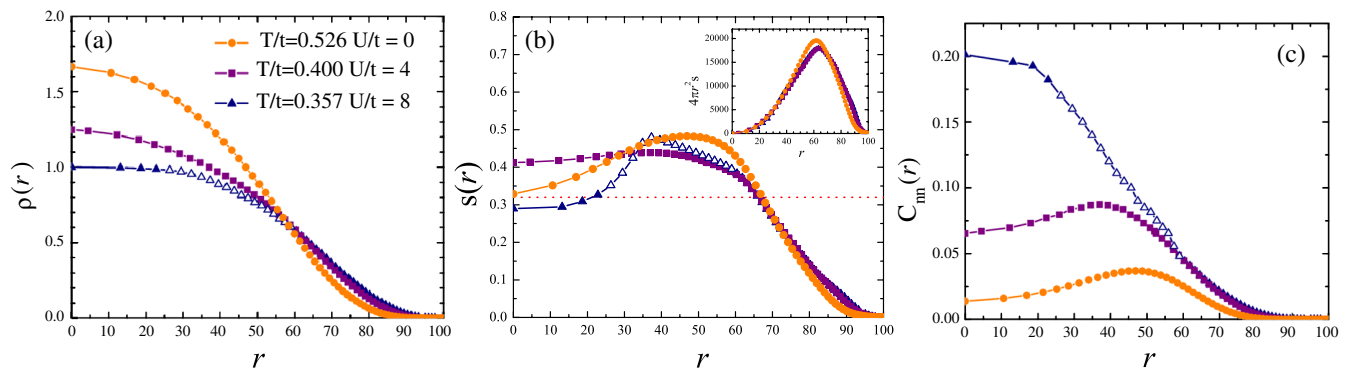 (a)
T/t=0.526 U/t = 0
T/t=0.400 U/t = 4
T/t=0.357 U/t = 8
ρ(r)
2.0
1.5
1.0
0.5
0.0
0 10 20 30 40 50 60 70 80 90 100
r
(b)
s(r)
0.8
0.7
0.6
0.5
0.4
0.3
0.2
0.1
0.0
0 10 20 30 40 50 60 70 80 90 100
r
4πr²s
20000
15000
10000
5000
0
0 20 40 60 80 100
r
(c)
Cnn(r)
0.20
0.15
0.10
0.05
0.00
0 10 20 30 40 50 60 70 80 90 100
r